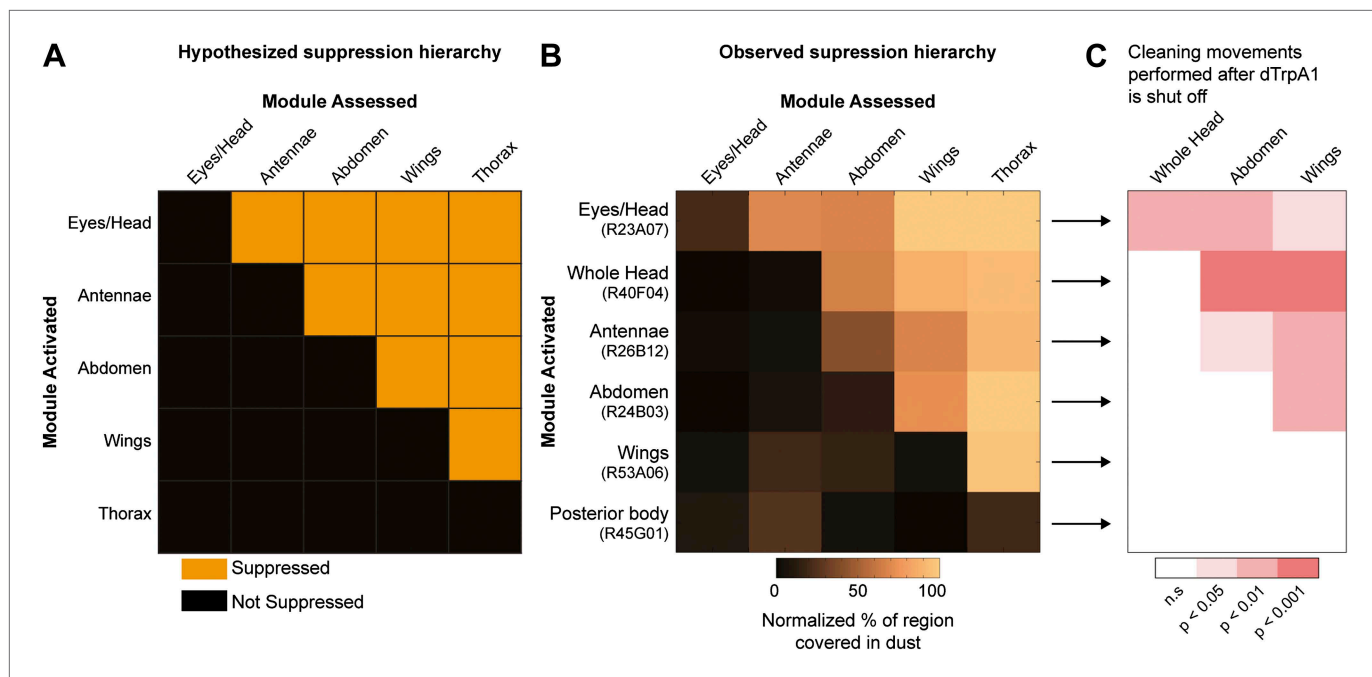 A
Hypothesized suppression hierarchy
Module Assessed
Eyes/Head
Antennae
Abdomen
Wings
Thorax
Module Activated
Eyes/Head
Antennae
Abdomen
Wings
Thorax
Suppressed
Not Suppressed
B
Observed supression hierarchy
Module Assessed
Eyes/Head
Antennae
Abdomen
Wings
Thorax
Module Activated
Eyes/Head
(R23A07)
Whole Head
(R40F04)
Antennae
(R26B12)
Abdomen
(R24B03)
Wings
(R53A06)
Posterior body
(R45G01)
0
50
100
Normalized % of region
covered in dust
C
Cleaning movements
performed after dTrpA1
is shut off
Whole Head
Abdomen
Wings
n.s
p < 0.05
p < 0.01
p < 0.001